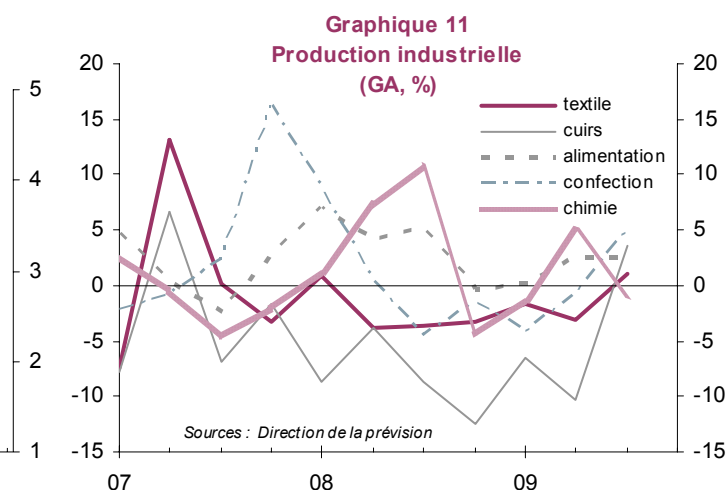 Graphique 11
Production industrielle
(GA, %)
5
4
3
2
1
20
15
10
5
0
-5
-10
-15
textile
cuirs
alimentation
confection
chimie
20
15
10
5
0
-5
-10
-15
Sources : Direction de la prévision
07 08 09